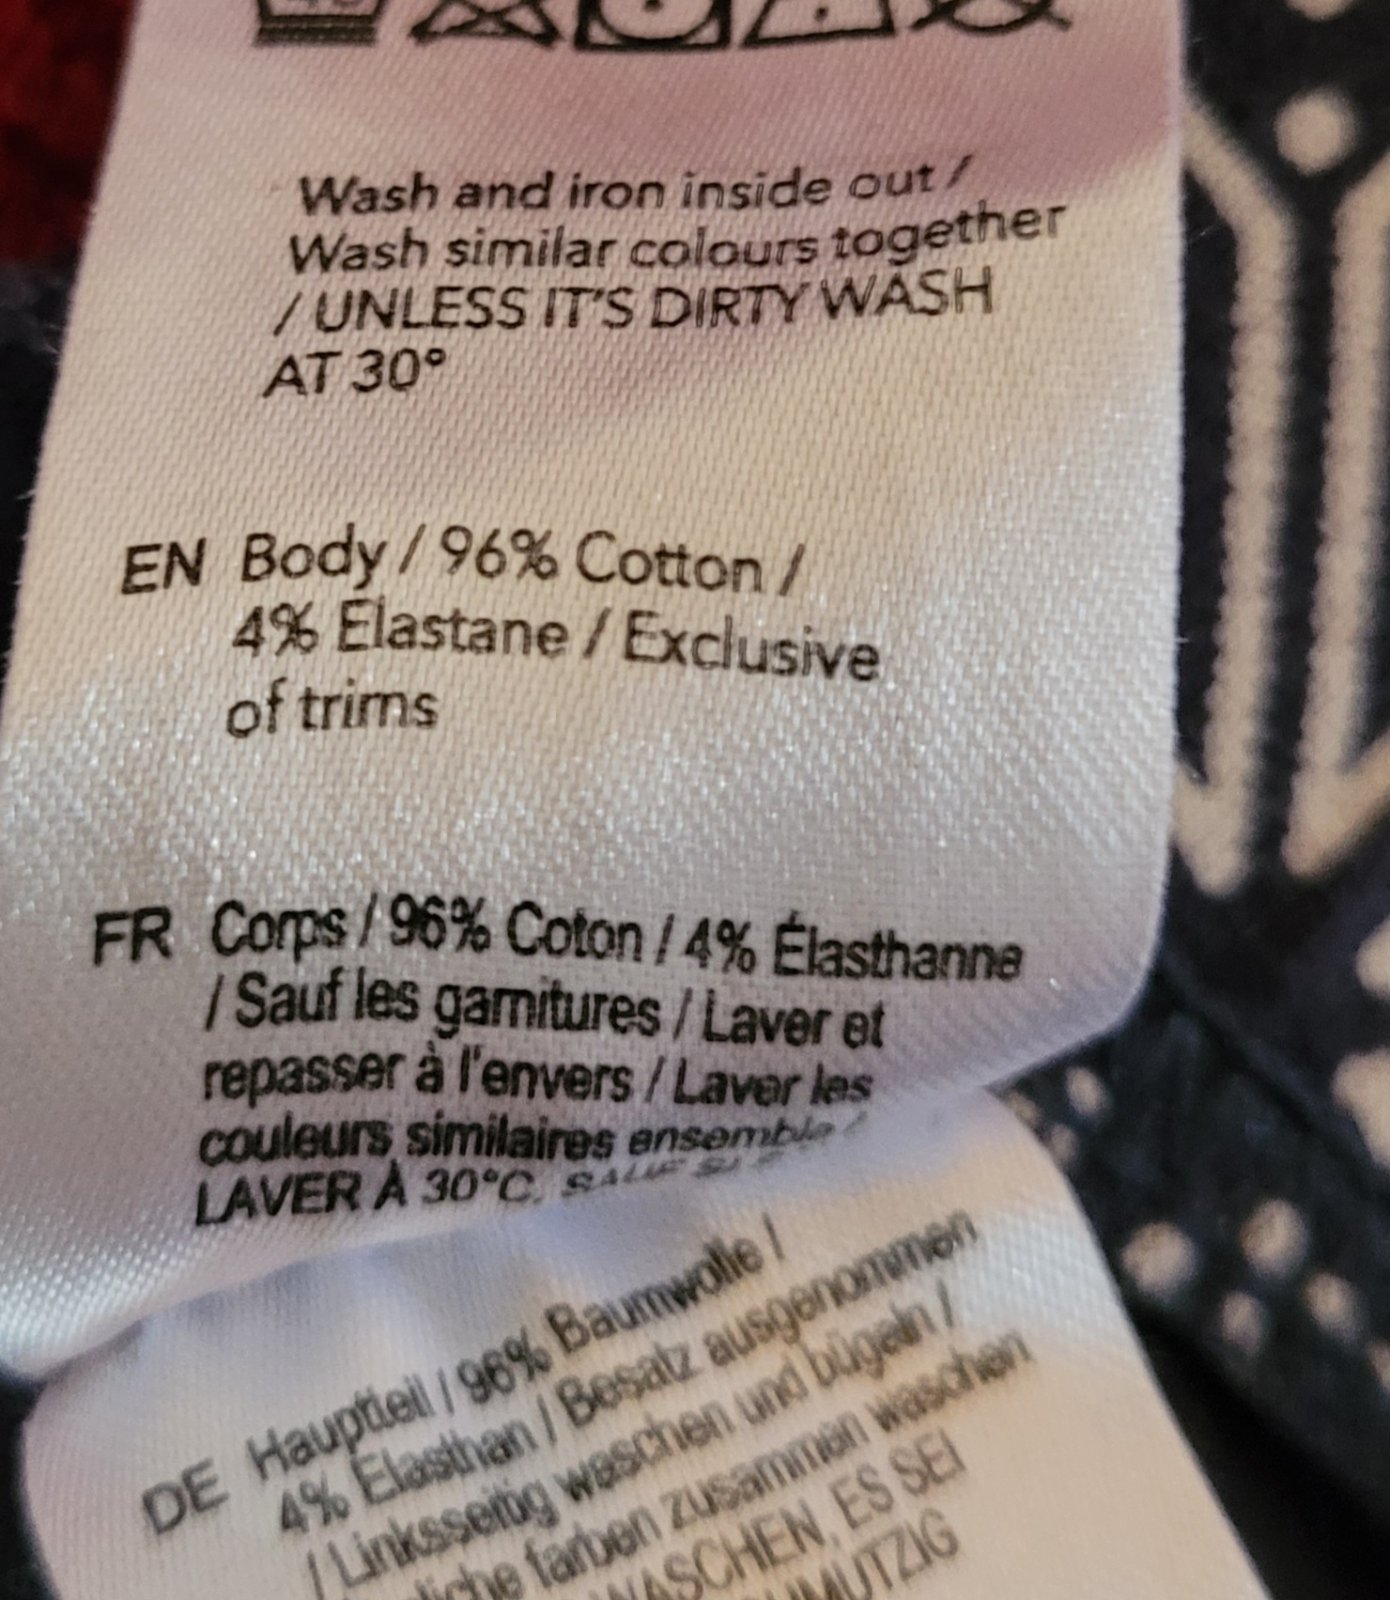 40
Wash and iron inside out /
Wash similar colours together
/ UNLESS IT'S DIRTY WASH
AT 30°
EN Body / 96% Cotton /
4% Elastane / Exclusive
of trims
FR Corps / 96% Coton / 4% Élasthanne
/ Sauf les garnitures / Laver et
repasser à l'envers / Laver les
couleurs similaires ensemble /
LAVER À 30°C, SAUF SI
DE Hauptteil / 96% Baumwolle /
4% Elasthan / Besatz ausgenommen
/ Linksseitig waschen und bügeln /
farben zusammen waschen
WASCHEN, ES SEI